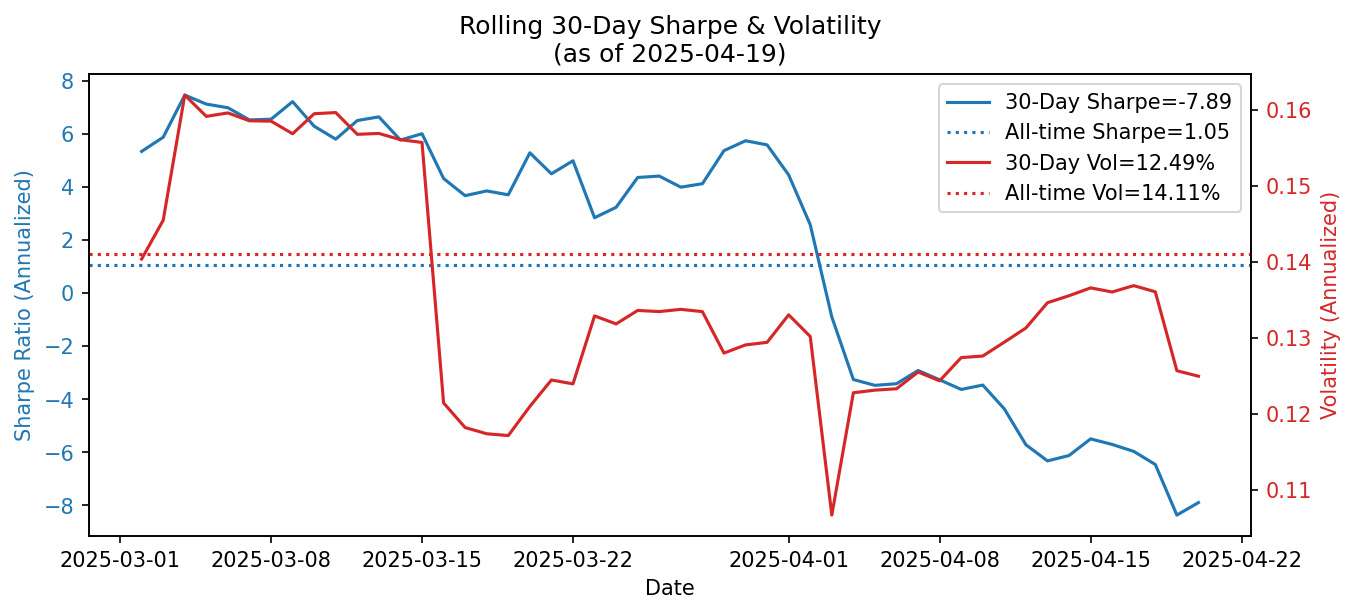 Rolling 30-Day Sharpe & Volatility
(as of 2025-04-19)
Sharpe Ratio (Annualized)
8
6
4
2
0
−2
−4
−6
−8
30-Day Sharpe=-7.89
All-time Sharpe=1.05
30-Day Vol=12.49%
All-time Vol=14.11%
0.16
0.15
0.14
0.13
0.12
0.11
Volatility (Annualized)
2025-03-01 2025-03-08 2025-03-15 2025-03-22 2025-04-01 2025-04-08 2025-04-15 2025-04-22
Date